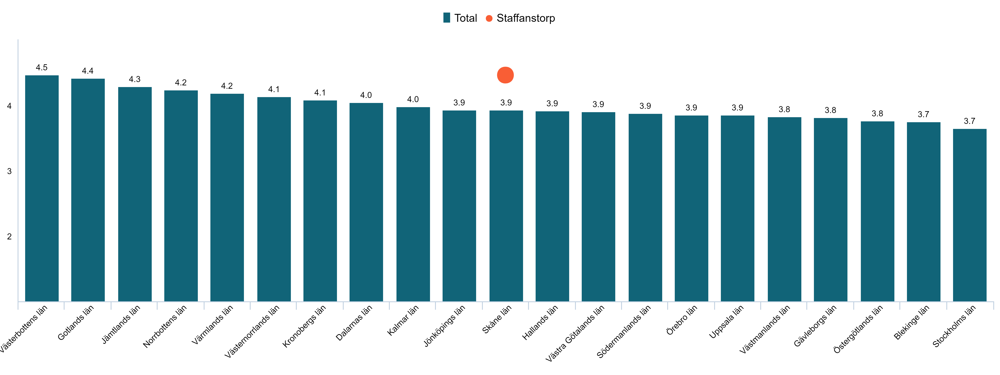 Total Staffanstorp
4.5 4.4 4.3 4.2 4.2 4.1 4.1 4.0 4.0 3.9 3.9 3.9 3.9 3.9 3.9 3.9 3.8 3.8 3.8 3.7 3.7
4
3
2
Västerbottens län
Gotlands län
Jämtlands län
Norrbottens län
Värmlands län
Västernorrlands län
Kronobergs län
Dalarnas län
Kalmar län
Jönköpings län
Skåne län
Hallands län
Västra Götalands län
Södermanlands län
Örebro län
Uppsala län
Västmanlands län
Gävleborgs län
Östergötlands län
Blekinge län
Stockholms län